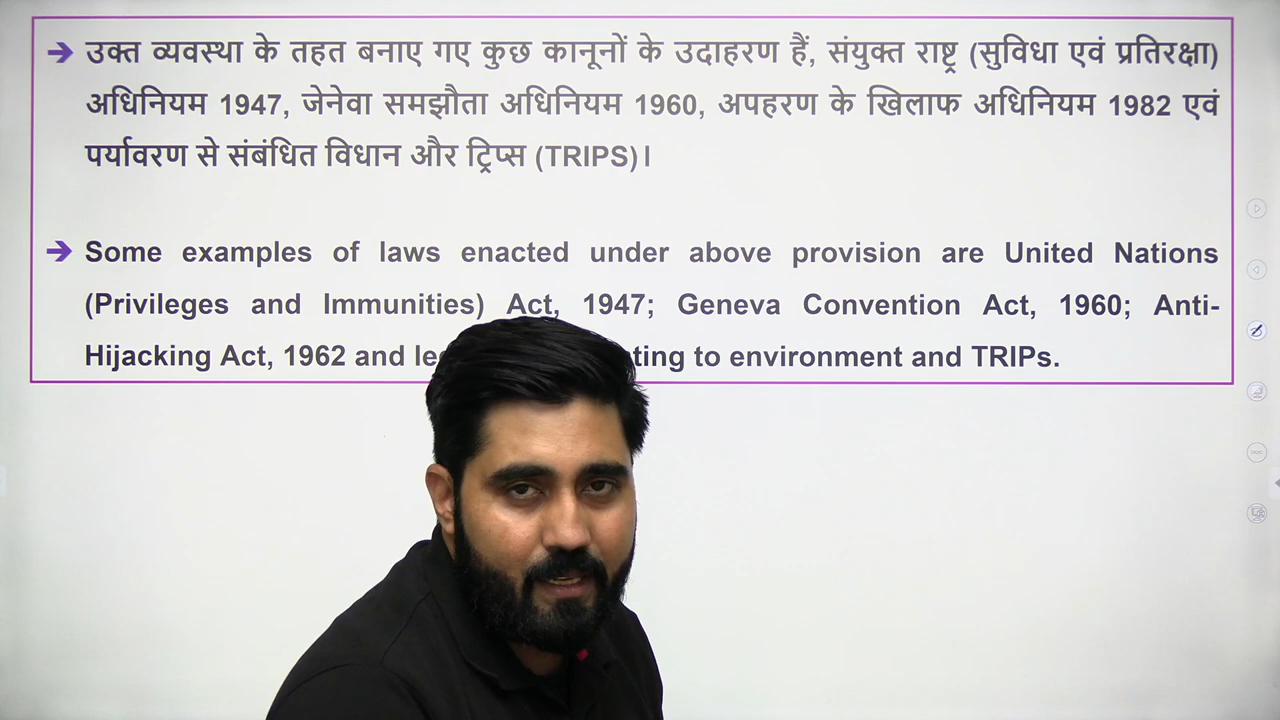 उक्त व्यवस्था के तहत बनाए गए कुछ कानूनों के उदाहरण हैं, संयुक्त राष्ट्र (सुविधा एवं प्रतिरक्षा)
अधिनियम 1947, जेनेवा समझौता अधिनियम 1960, अपहरण के खिलाफ अधिनियम 1982 एवं
पर्यावरण से संबंधित विधान और ट्रिप्स (TRIPS)।
Some examples of laws enacted under above provision are United Nations
(Privileges and Immunities) Act, 1947; Geneva Convention Act, 1960; Anti-
Hijacking Act, 1962 and to environment and TRIPs.